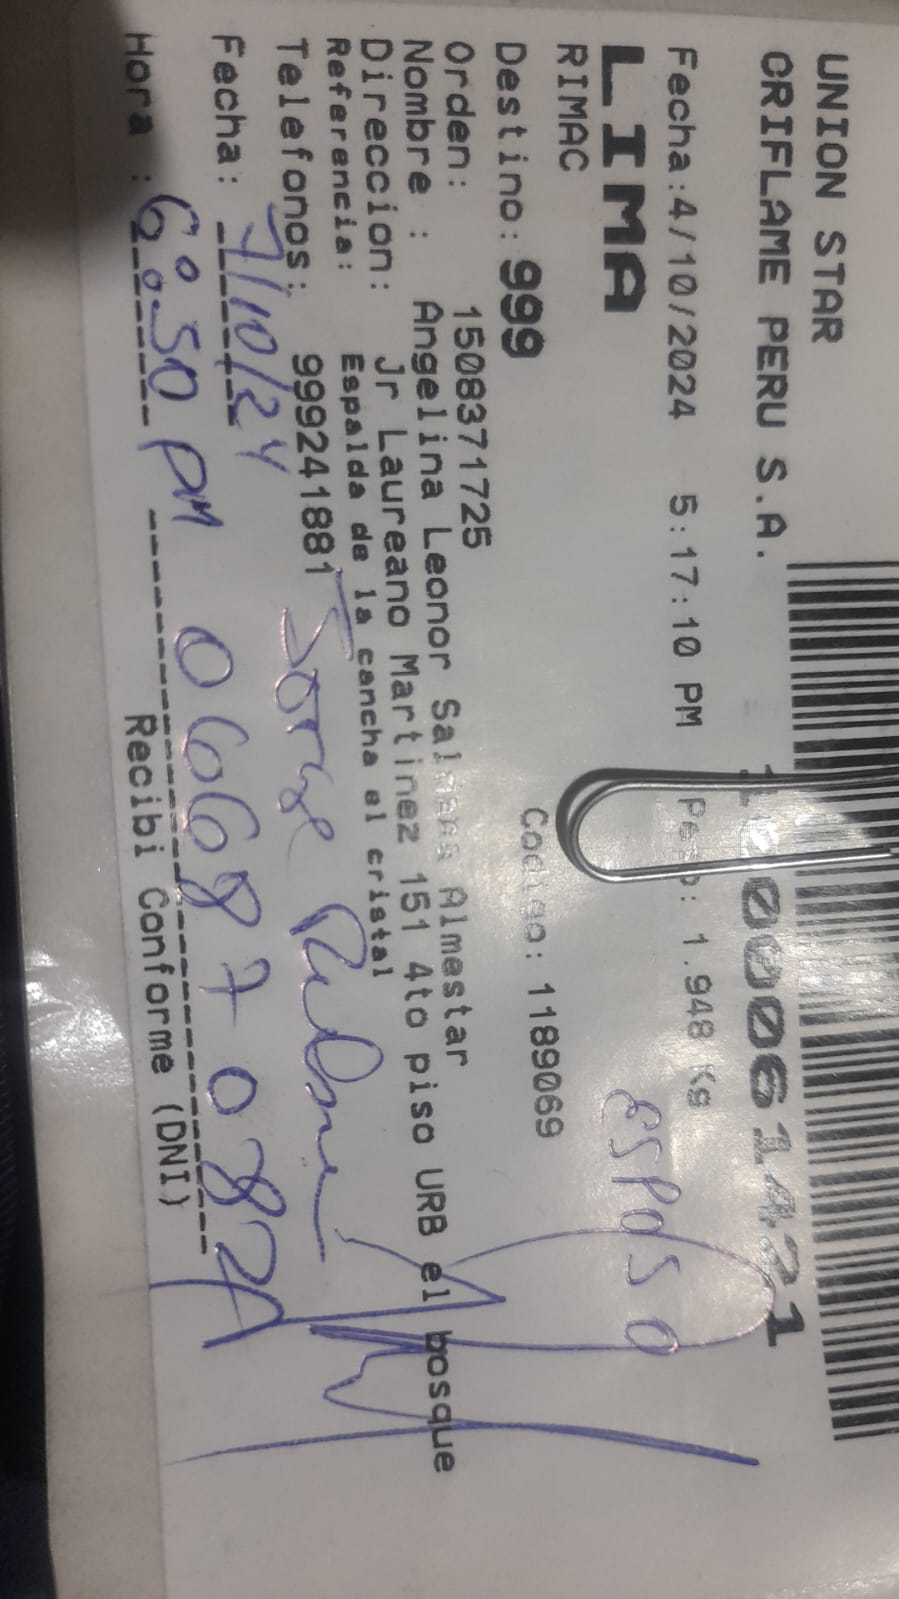 UNION STAR
ORIFLAME PERU S.A.
Fecha:4/10/2024 5:17:10 PM : 1.948 Kg
LIMA
RIMAC
ESPOSO
Destino: 999 Codigo: 1189069
Orden: 1508371725
Nombre : Angelina Leonor Almestar
Direccion: Jr Laureano Martinez 151 4to piso URB el bosque
Referencia: Espalda de la cancha el cristal
Telefonos: 999241881
Jorge
Fecha: 7/10/24
Hora : 6:30 PM
Recibi Conforme (DNI)